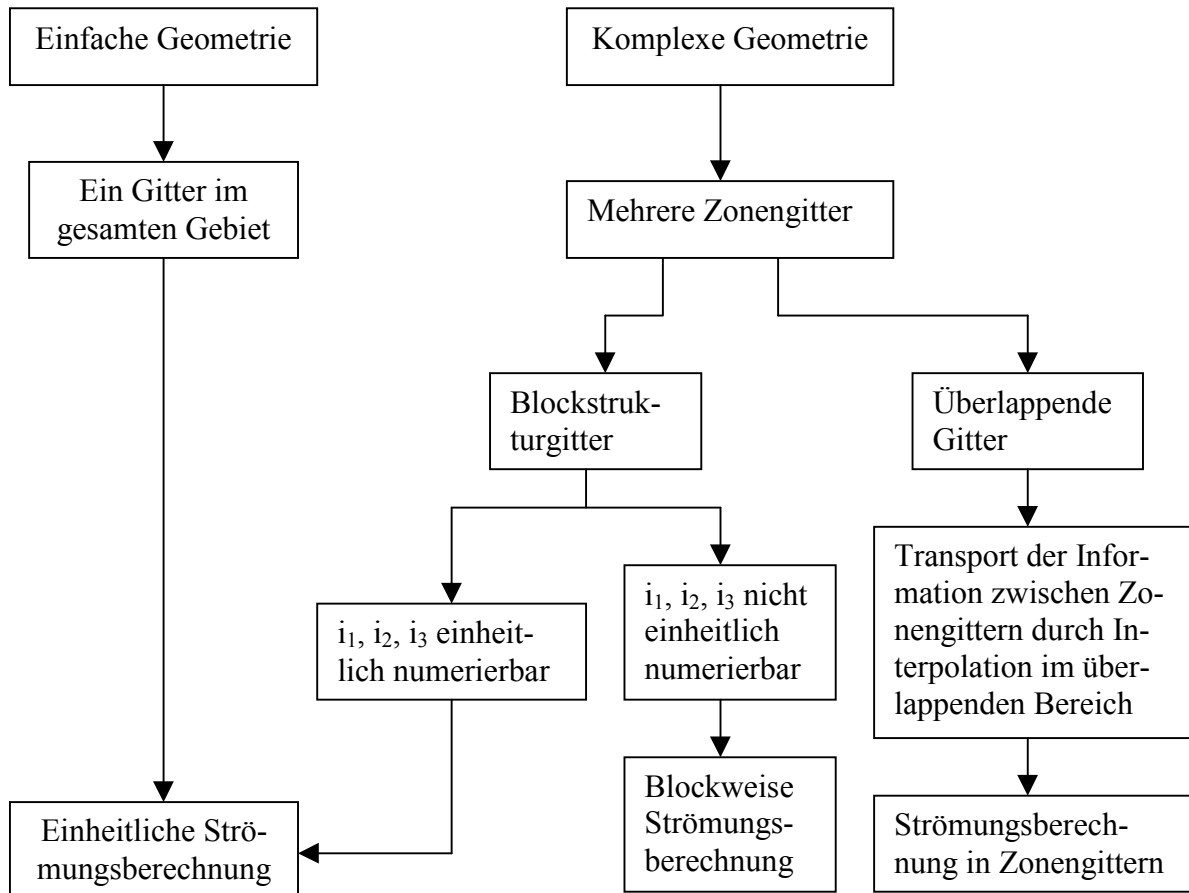 Einfache Geometrie
Komplexe Geometrie
Ein Gitter im
gesamten Gebiet
Mehrere Zonengitter
Blockstruk-
turgitter
Überlappende
Gitter
i₁, i₂, i₃ einheit-
lich numerierbar
i₁, i₂, i₃ nicht
einheitlich
numerierbar
Transport der Infor-
mation zwischen Zo-
nengittern durch In-
terpolation im über-
lappenden Bereich
Einheitliche Strö-
mungsberechnung
Blockweise
Strömungs-
berechnung
Strömungsberech-
nung in Zonengittern